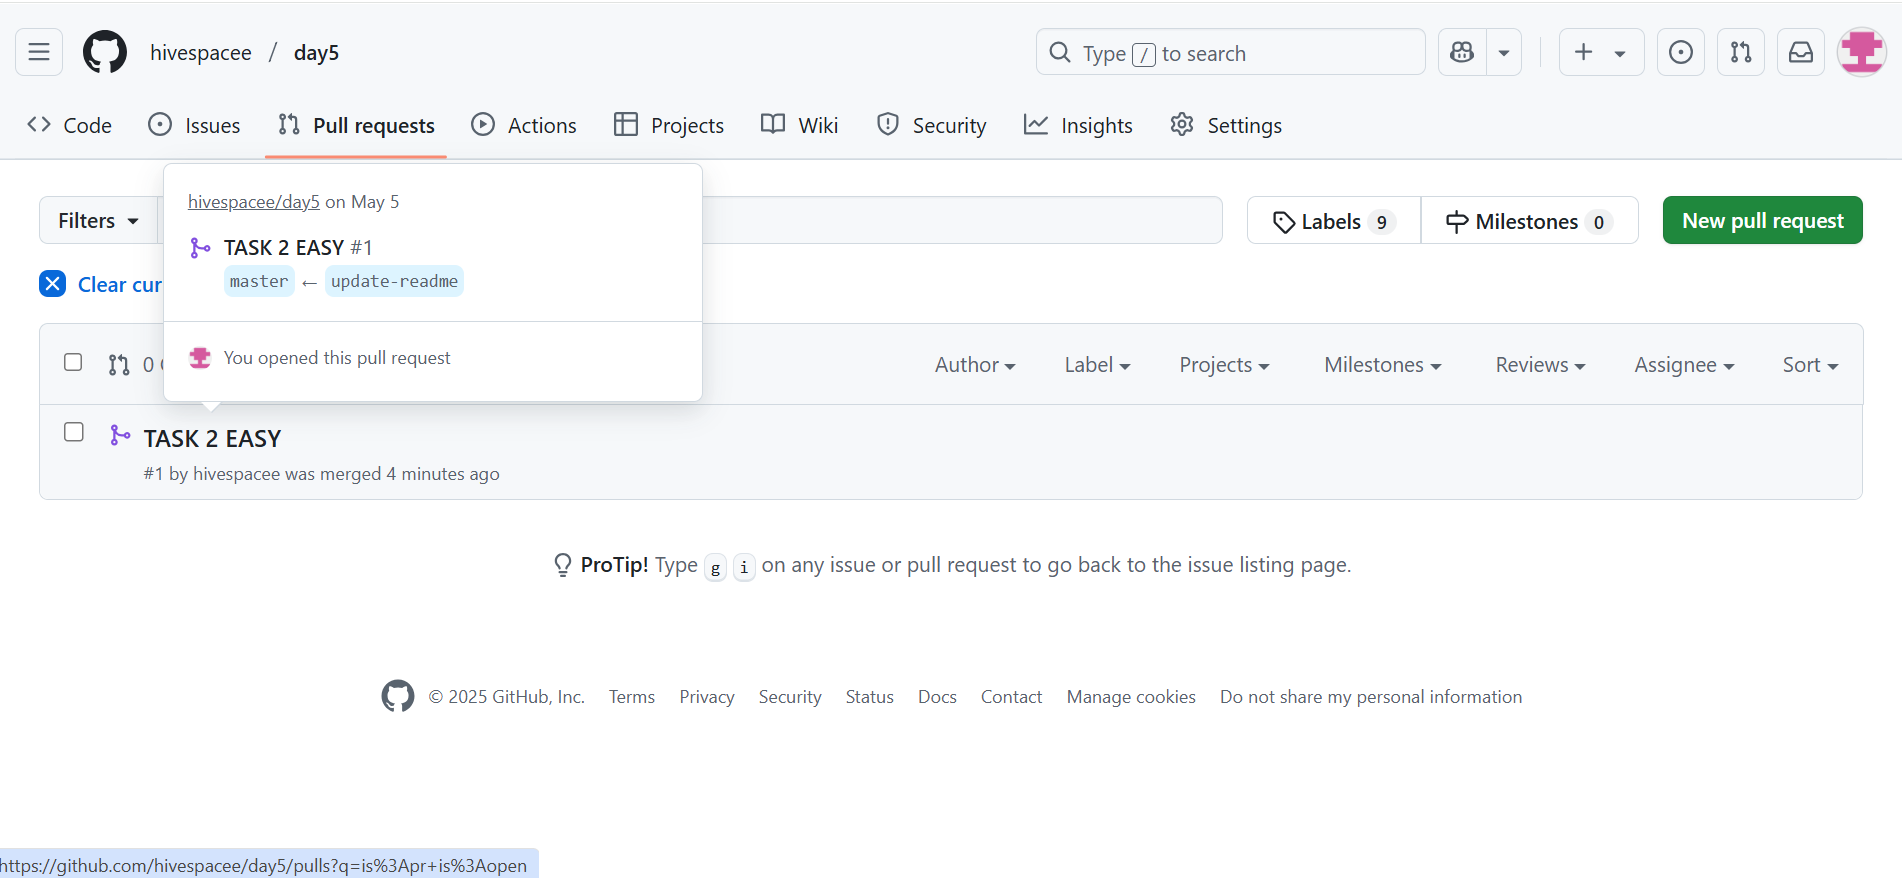 hivespacee / day5
Type / to search
Code Issues Pull requests Actions Projects Wiki Security Insights Settings
hivespacee/day5 on May 5
Filters
Labels 9 Milestones 0 New pull request
TASK 2 EASY #1
master ← update-readme
Clear cur
You opened this pull request
0
Author Label Projects Milestones Reviews Assignee Sort
TASK 2 EASY
#1 by hivespacee was merged 4 minutes ago
ProTip! Type g i on any issue or pull request to go back to the issue listing page.
© 2025 GitHub, Inc. Terms Privacy Security Status Docs Contact Manage cookies Do not share my personal information
https://github.com/hivespacee/day5/pulls?q=is%3Apr+is%3Aopen